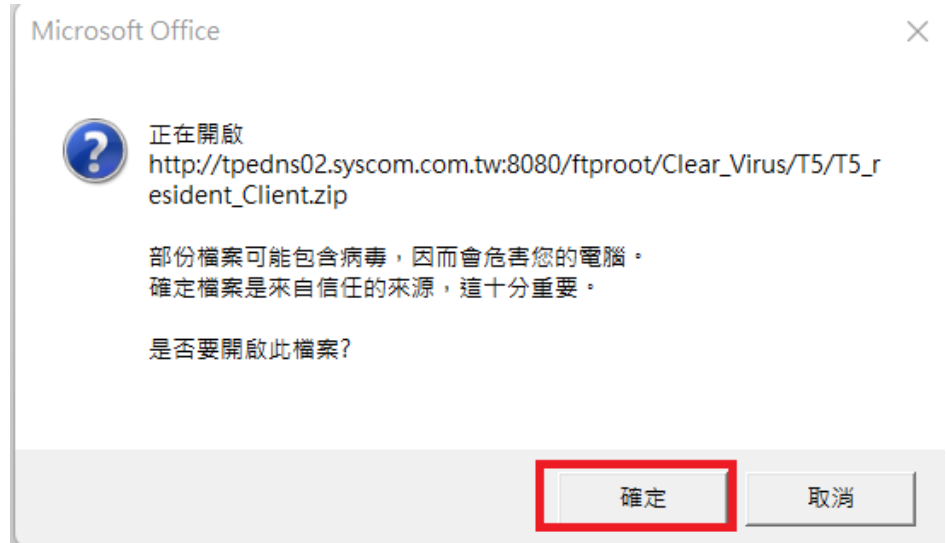 Microsoft Office
正在開啟
http://tpedns02.syscom.com.tw:8080/ftproot/Clear_Virus/T5/T5_r
esident_Client.zip
部份檔案可能包含病毒，因而會危害您的電腦。
確定檔案是來自信任的來源，這十分重要。
是否要開啟此檔案?
確定
取消